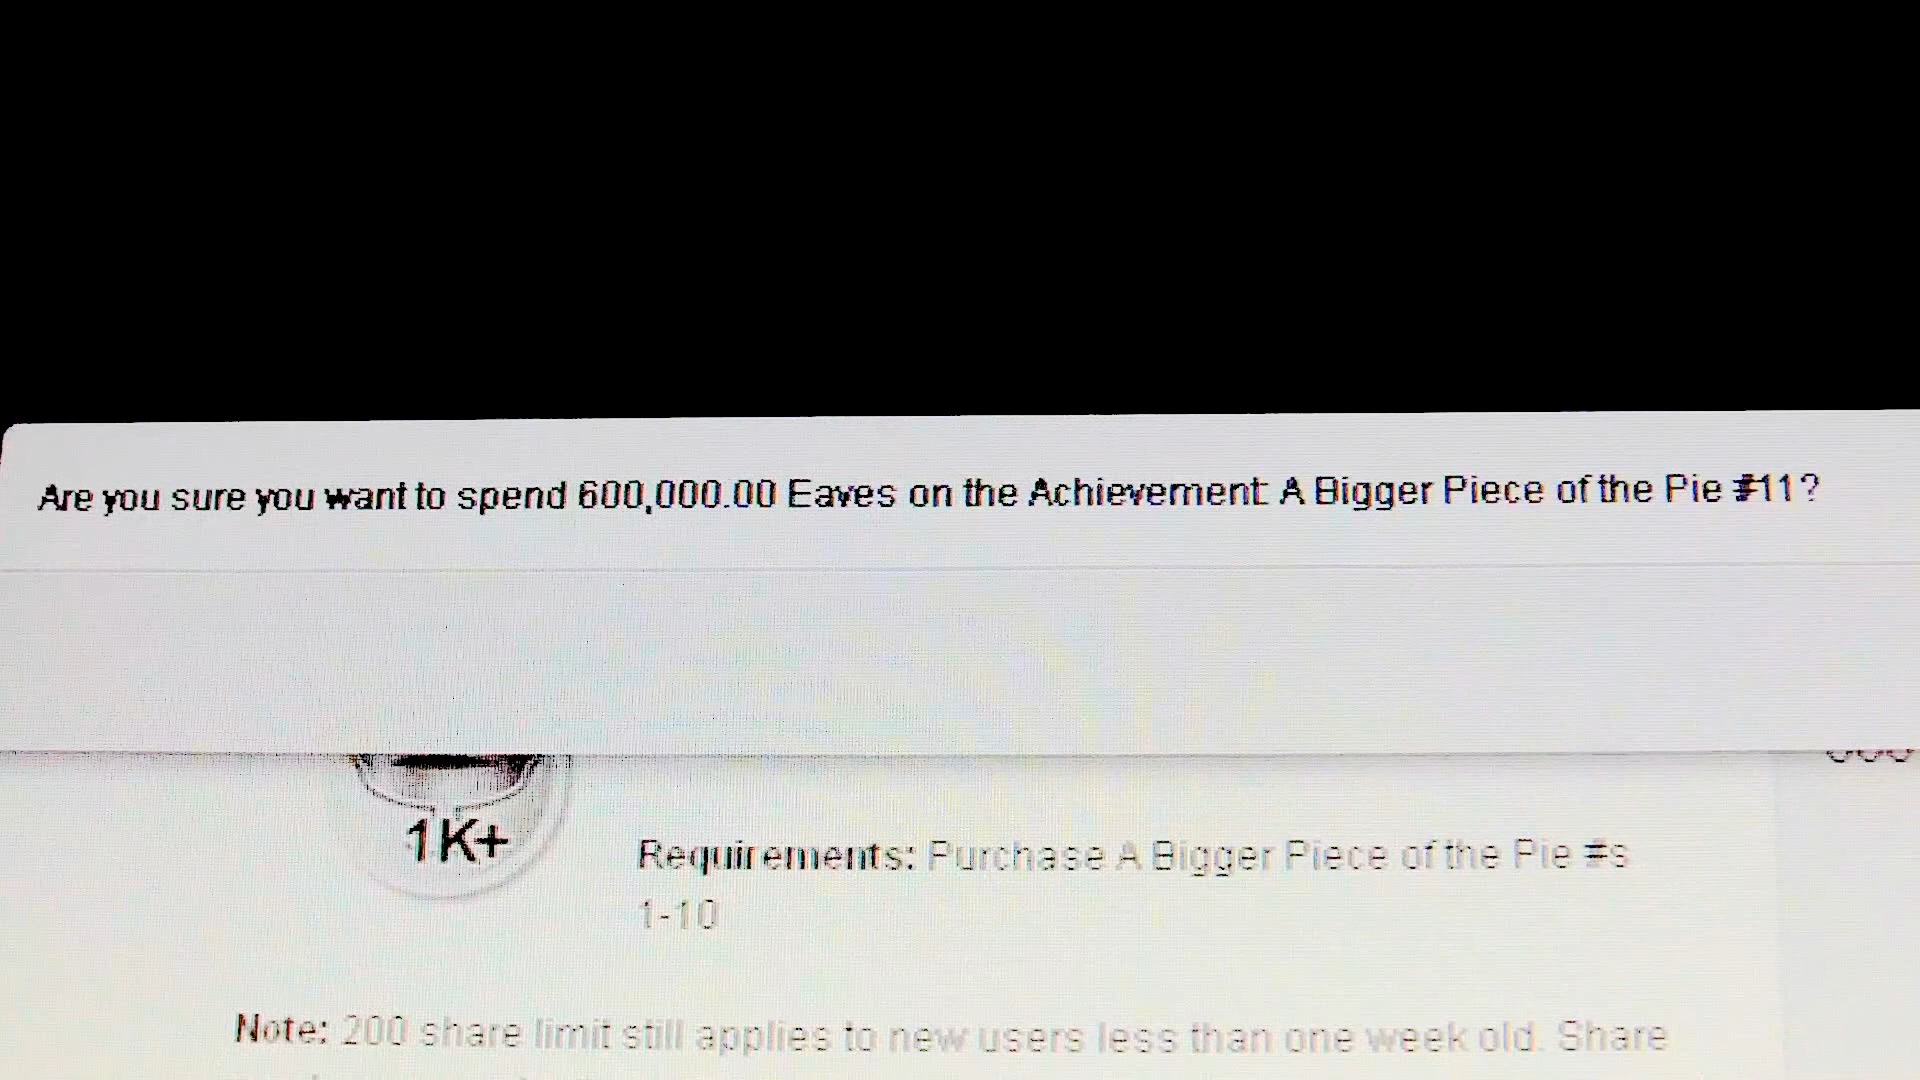 Are you sure you want to spend 600,000.00 Eaves on the Achievement: A Bigger Piece of the Pie #11?
1K+
Requirements: Purchase A Bigger Piece of the Pie #s
1-10
Note: 200 share limit still applies to new users less than one week old. Share